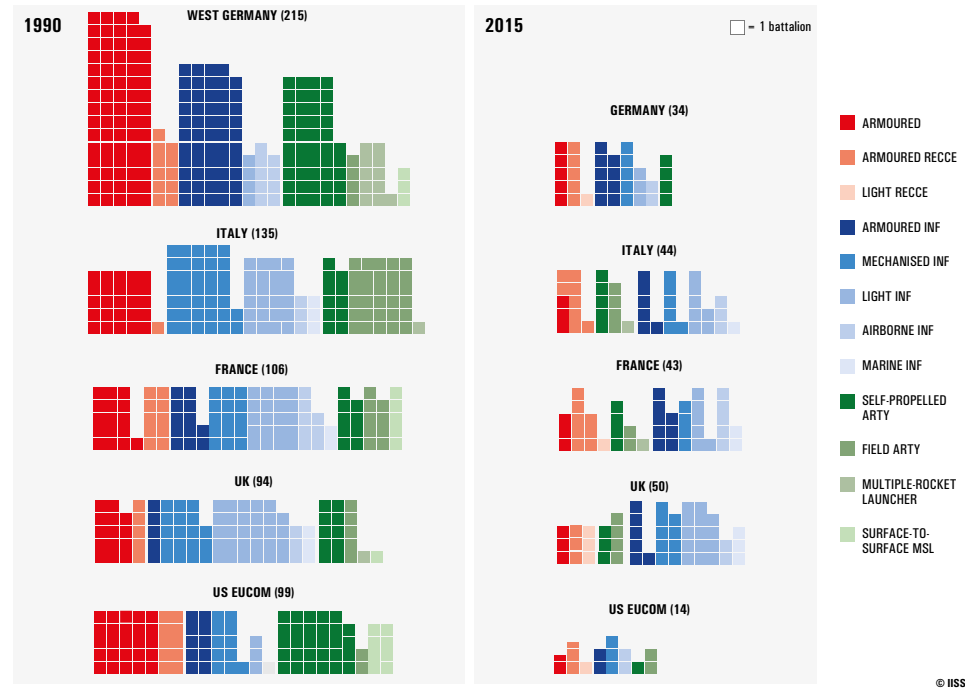 1990
WEST GERMANY (215)
ITALY (135)
FRANCE (106)
UK (94)
US EUCOM (99)
2015
= 1 battalion
GERMANY (34)
ITALY (44)
FRANCE (43)
UK (50)
US EUCOM (14)
ARMOURED
ARMOURED RECCE
LIGHT RECCE
ARMOURED INF
MECHANISED INF
LIGHT INF
AIRBORNE INF
MARINE INF
SELF-PROPELLED
ARTY
FIELD ARTY
MULTIPLE-ROCKET
LAUNCHER
SURFACE-TO-
SURFACE MSL
© IISS